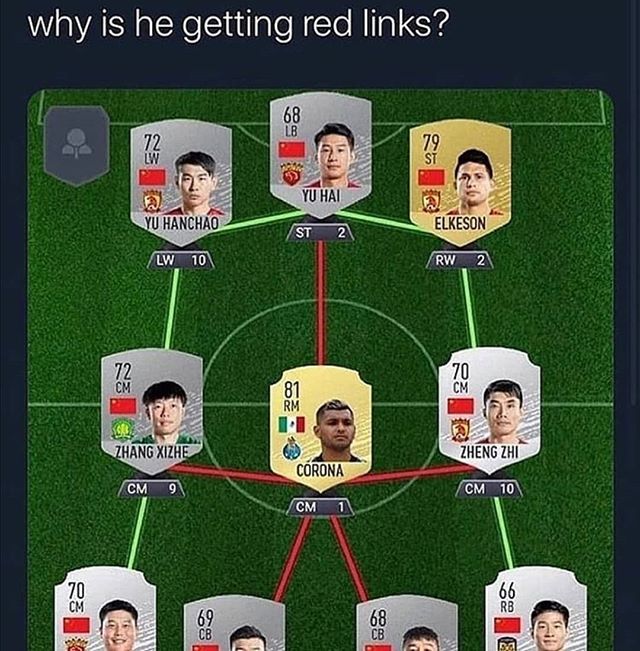 why is he getting red links?
72
LW
YU HANCHAO
LW 10
68
LB
YU HAI
ST 2
79
ST
ELKESON
RW 2
72
CM
ZHANG XIZHE
CM 9
81
RM
CORONA
CM 1
70
CM
ZHENG ZHI
CM 10
70
CM
69
CB
68
CB
66
RB